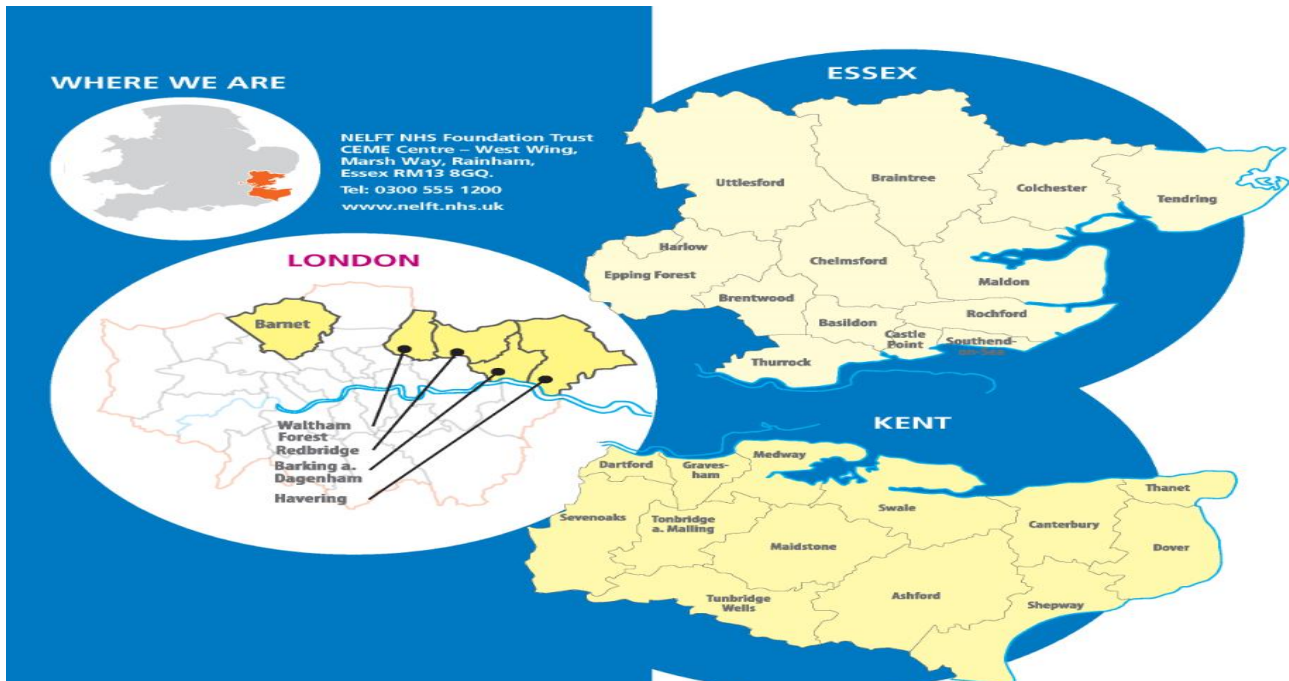 WHERE WE ARE
NELFT NHS Foundation Trust
CEME Centre – West Wing,
Marsh Way, Rainham,
Essex RM13 8GQ.
Tel: 0300 555 1200
www.nelft.nhs.uk
LONDON
Barnet
Waltham
Forest
Redbridge
Barking a.
Dagenham
Havering
ESSEX
Uttlesford
Braintree
Colchester
Tendring
Harlow
Epping Forest
Chelmsford
Maldon
Brentwood
Rochford
Basildon
Castle
Point
Southend-
on-Sea
Thurrock
KENT
Dartford
Graves-
ham
Medway
Thanet
Sevenoaks
Tonbridge
a. Malling
Swale
Canterbury
Maidstone
Dover
Tunbridge
Wells
Ashford
Shepway